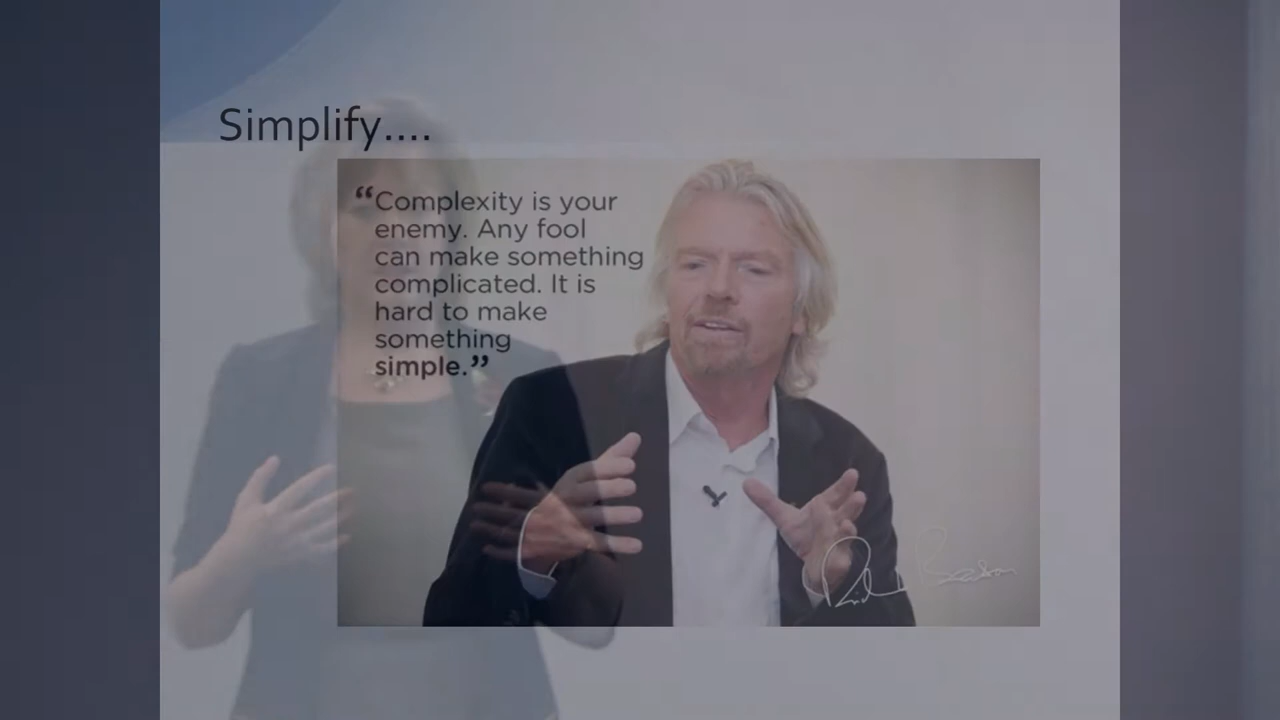 Simplify....
“Complexity is your
enemy. Any fool
can make something
complicated. It is
hard to make
something
simple.”